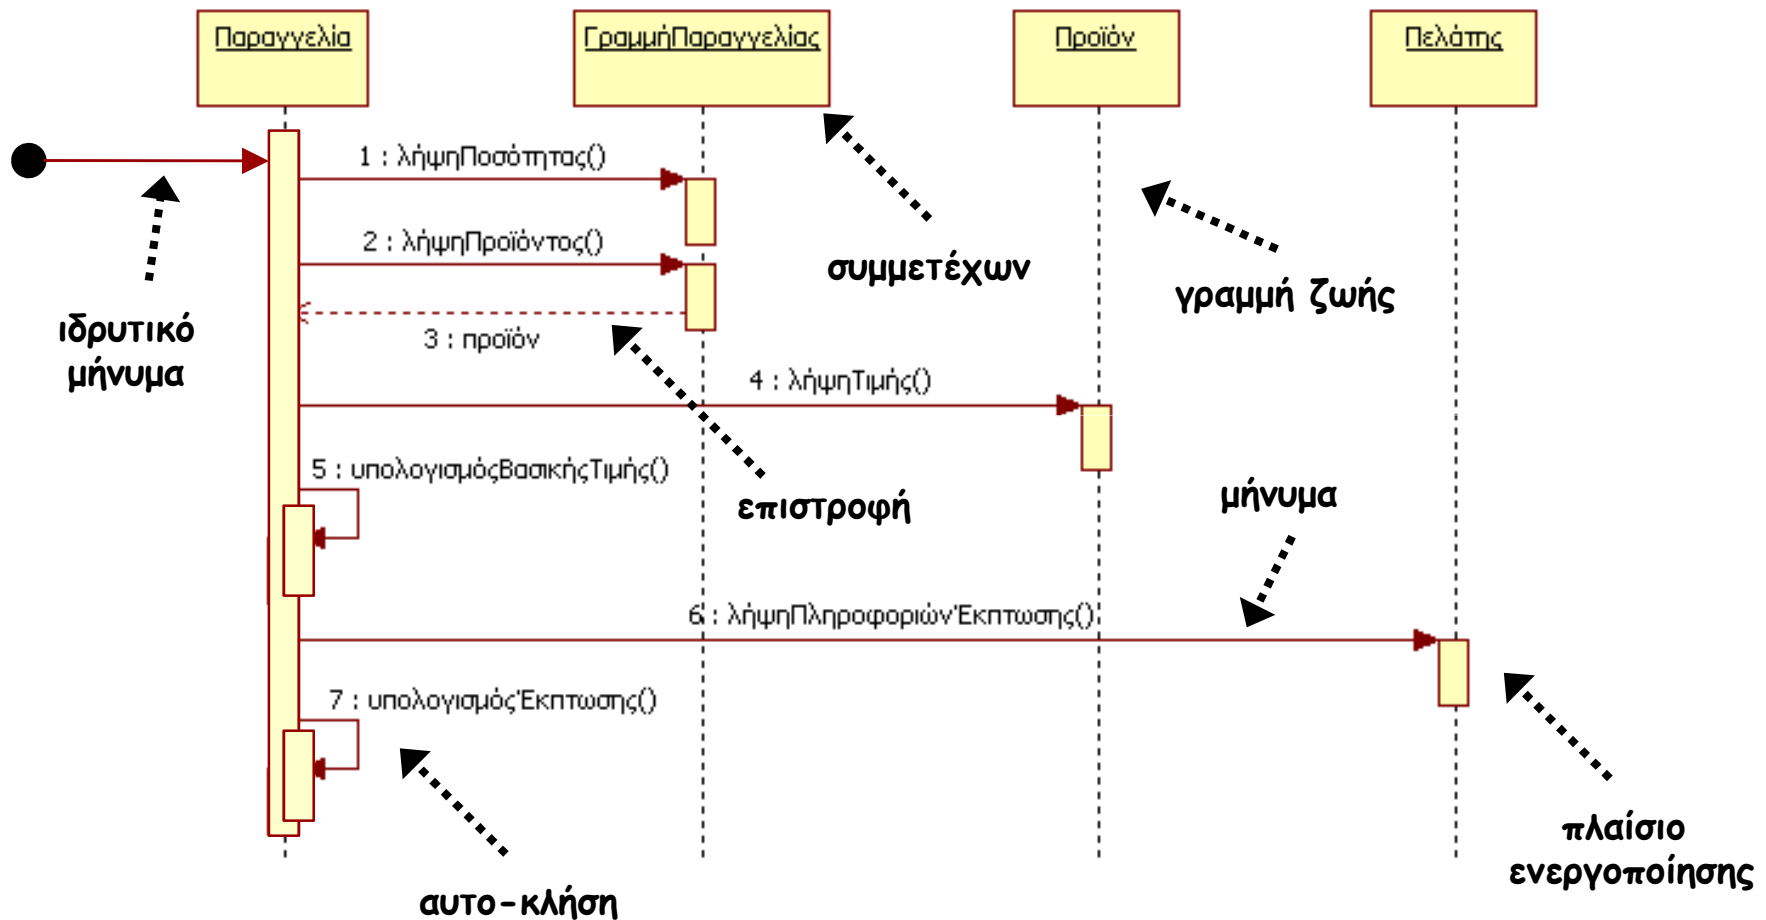 Παραγγελία
ΓραμμήΠαραγγελίας
Προϊόν
Πελάτης
1 : λήψηΠοσότητας()
2 : λήψηΠροϊόντος()
συμμετέχων
γραμμή ζωής
ιδρυτικό
μήνυμα
3 : προϊόν
4 : λήψηΤιμής()
5 : υπολογισμόςΒασικήςΤιμής()
επιστροφή
μήνυμα
6 : λήψηΠληροφοριώνΈκπτωσης()
7 : υπολογισμόςΈκπτωσης()
πλαίσιο
ενεργοποίησης
αυτο-κλήση